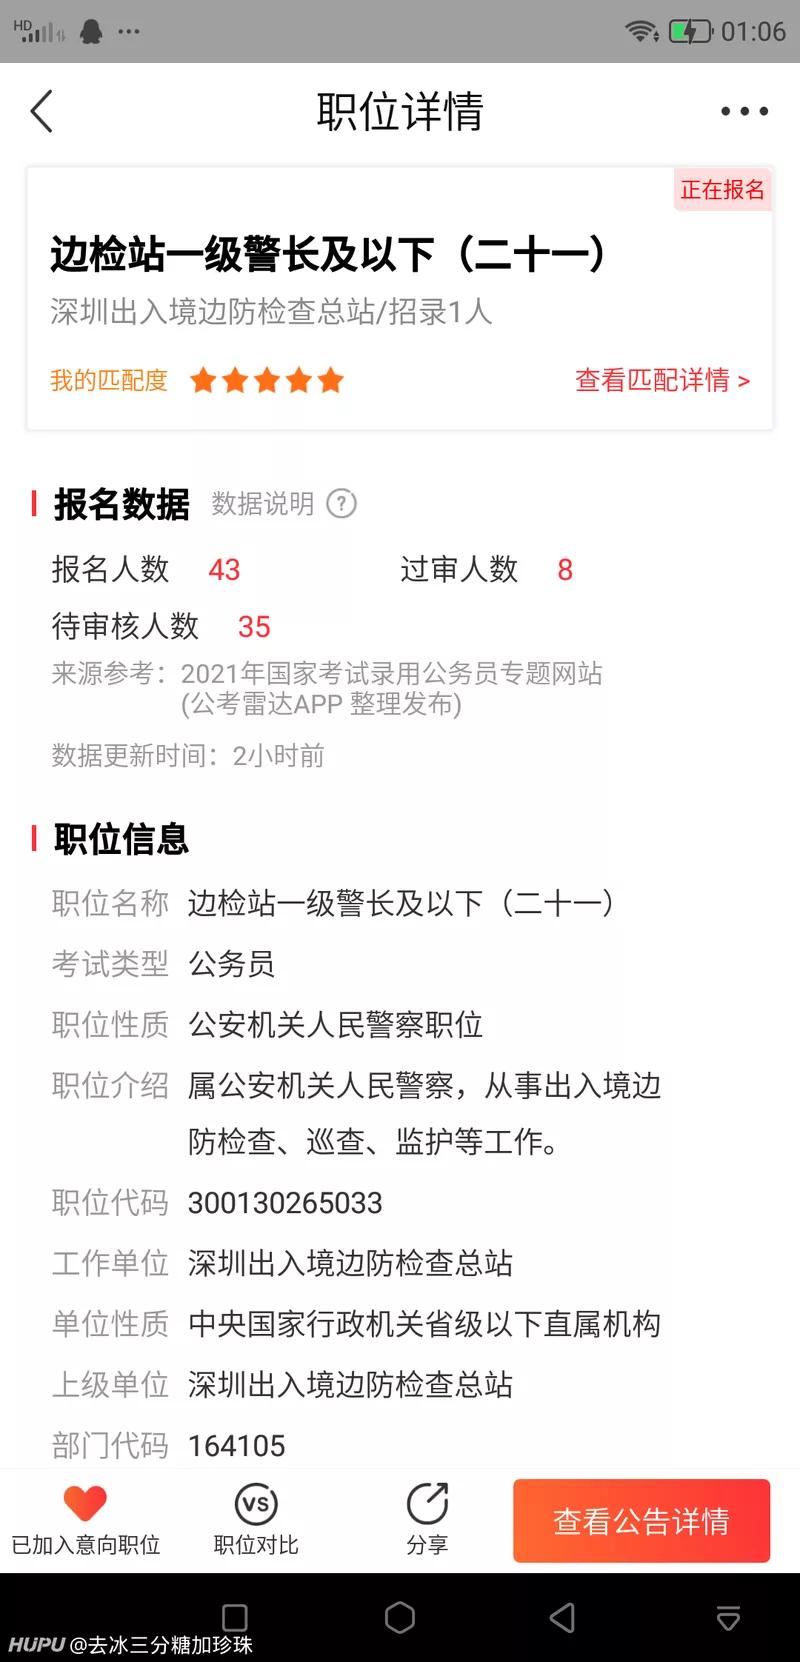 HD
01:06
职位详情
正在报名
边检站一级警长及以下（二十一）
深圳出入境边防检查总站/招录1人
我的匹配度 查看匹配详情 >
报名数据 数据说明 ?
报名人数 43 过审人数 8
待审核人数 35
来源参考：2021年国家考试录用公务员专题网站
(公考雷达APP 整理发布)
数据更新时间：2小时前
职位信息
职位名称 边检站一级警长及以下（二十一）
考试类型 公务员
职位性质 公安机关人民警察职位
职位介绍 属公安机关人民警察，从事出入境边
防检查、巡查、监护等工作。
职位代码 300130265033
工作单位 深圳出入境边防检查总站
单位性质 中央国家行政机关省级以下直属机构
上级单位 深圳出入境边防检查总站
部门代码 164105
VS
已加入意向职位 职位对比 分享 查看公告详情
HUPU @去冰三分糖加珍珠